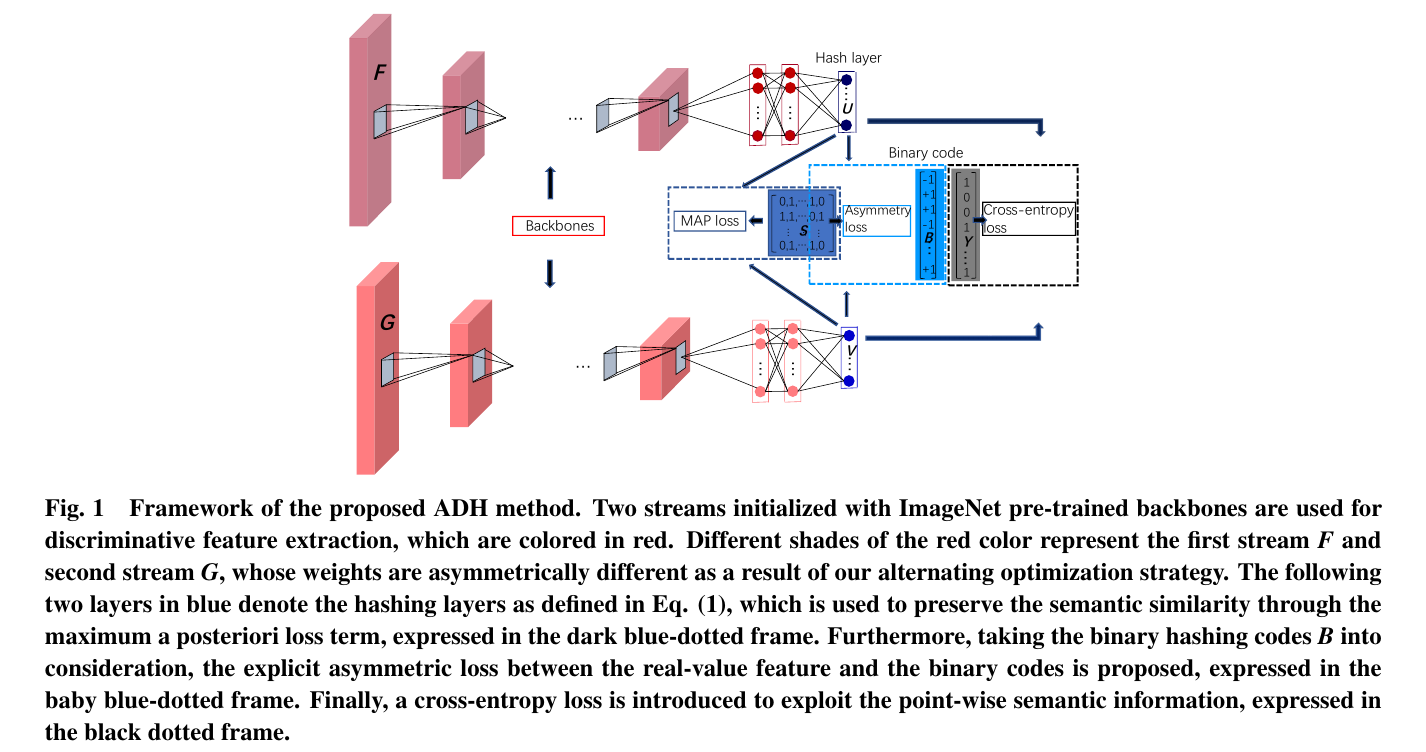 F
Hash layer
U
...
Binary code
Backbones
MAP loss
0,1,···,1,0
1,1,···,0,1
⋮ S ⋮
0,1,···,1,0
Asymmetry
loss
-1
+1
+1
-1
B
⋮
+1
1
0
0
1
Y
⋮
1
Cross-entropy
loss
G
V
...
Fig. 1 Framework of the proposed ADH method. Two streams initialized with ImageNet pre-trained backbones are used for
discriminative feature extraction, which are colored in red. Different shades of the red color represent the first stream F and
second stream G, whose weights are asymmetrically different as a result of our alternating optimization strategy. The following
two layers in blue denote the hashing layers as defined in Eq. (1), which is used to preserve the semantic similarity through the
maximum a posteriori loss term, expressed in the dark blue-dotted frame. Furthermore, taking the binary hashing codes B into
consideration, the explicit asymmetric loss between the real-value feature and the binary codes is proposed, expressed in the
baby blue-dotted frame. Finally, a cross-entropy loss is introduced to exploit the point-wise semantic information, expressed in
the black dotted frame.